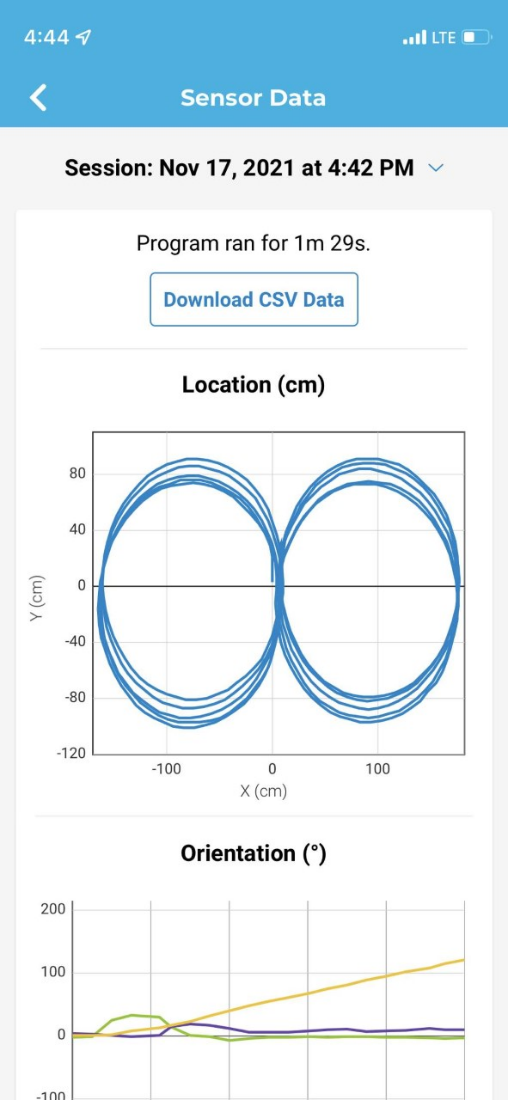 4:44 LTE
Sensor Data
Session: Nov 17, 2021 at 4:42 PM
Program ran for 1m 29s.
Download CSV Data
Location (cm)
80
40
0
-40
-80
-120
Y (cm)
-100 0 100
X (cm)
Orientation (°)
200
100
0
-100